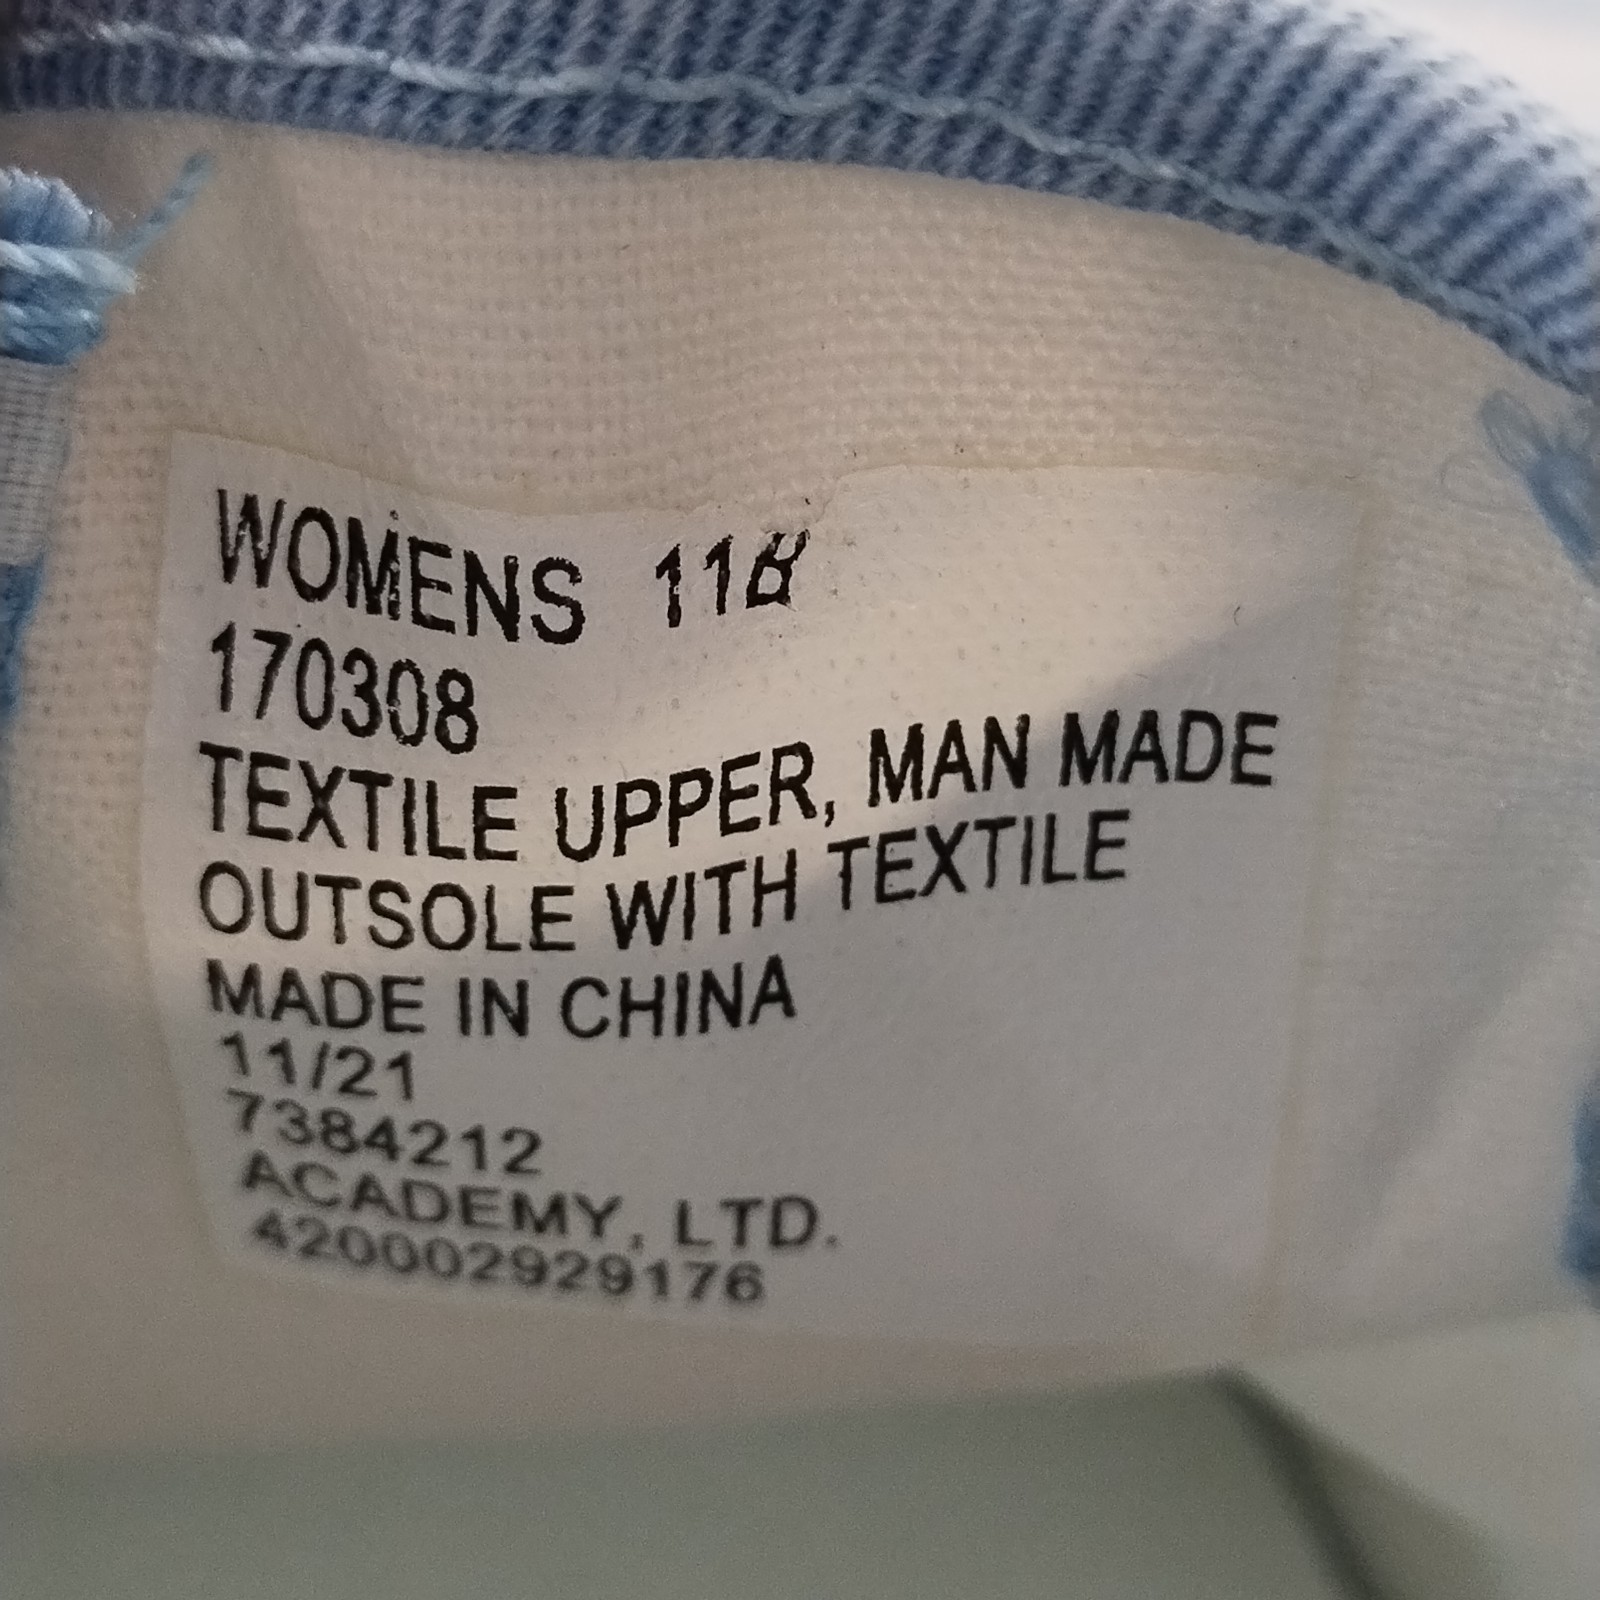 WOMENS 11B
170308
TEXTILE UPPER, MAN MADE
OUTSOLE WITH TEXTILE
MADE IN CHINA
11/21
7384212
ACADEMY, LTD.
420002929176